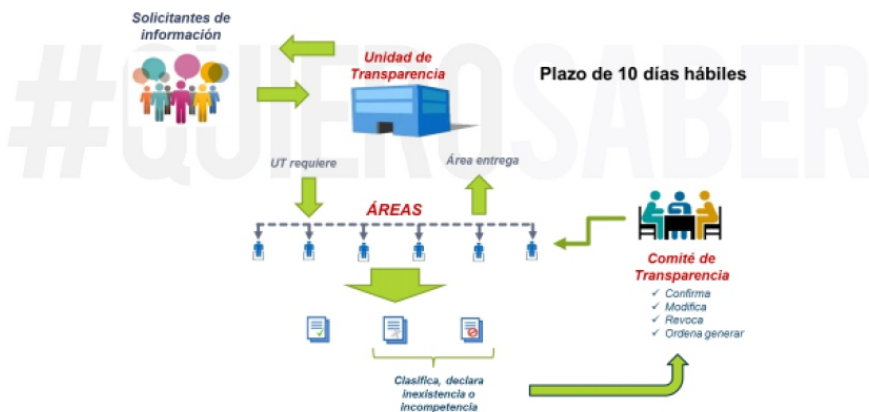 Solicitantes de
información
Unidad de
Transparencia
Plazo de 10 días hábiles
#QUIEROSABER
UT requiere
Área entrega
ÁREAS
Comité de
Transparencia
✓ Confirma
✓ Modifica
✓ Revoca
✓ Ordena generar
Clasifica, declara
inexistencia o
incompetencia